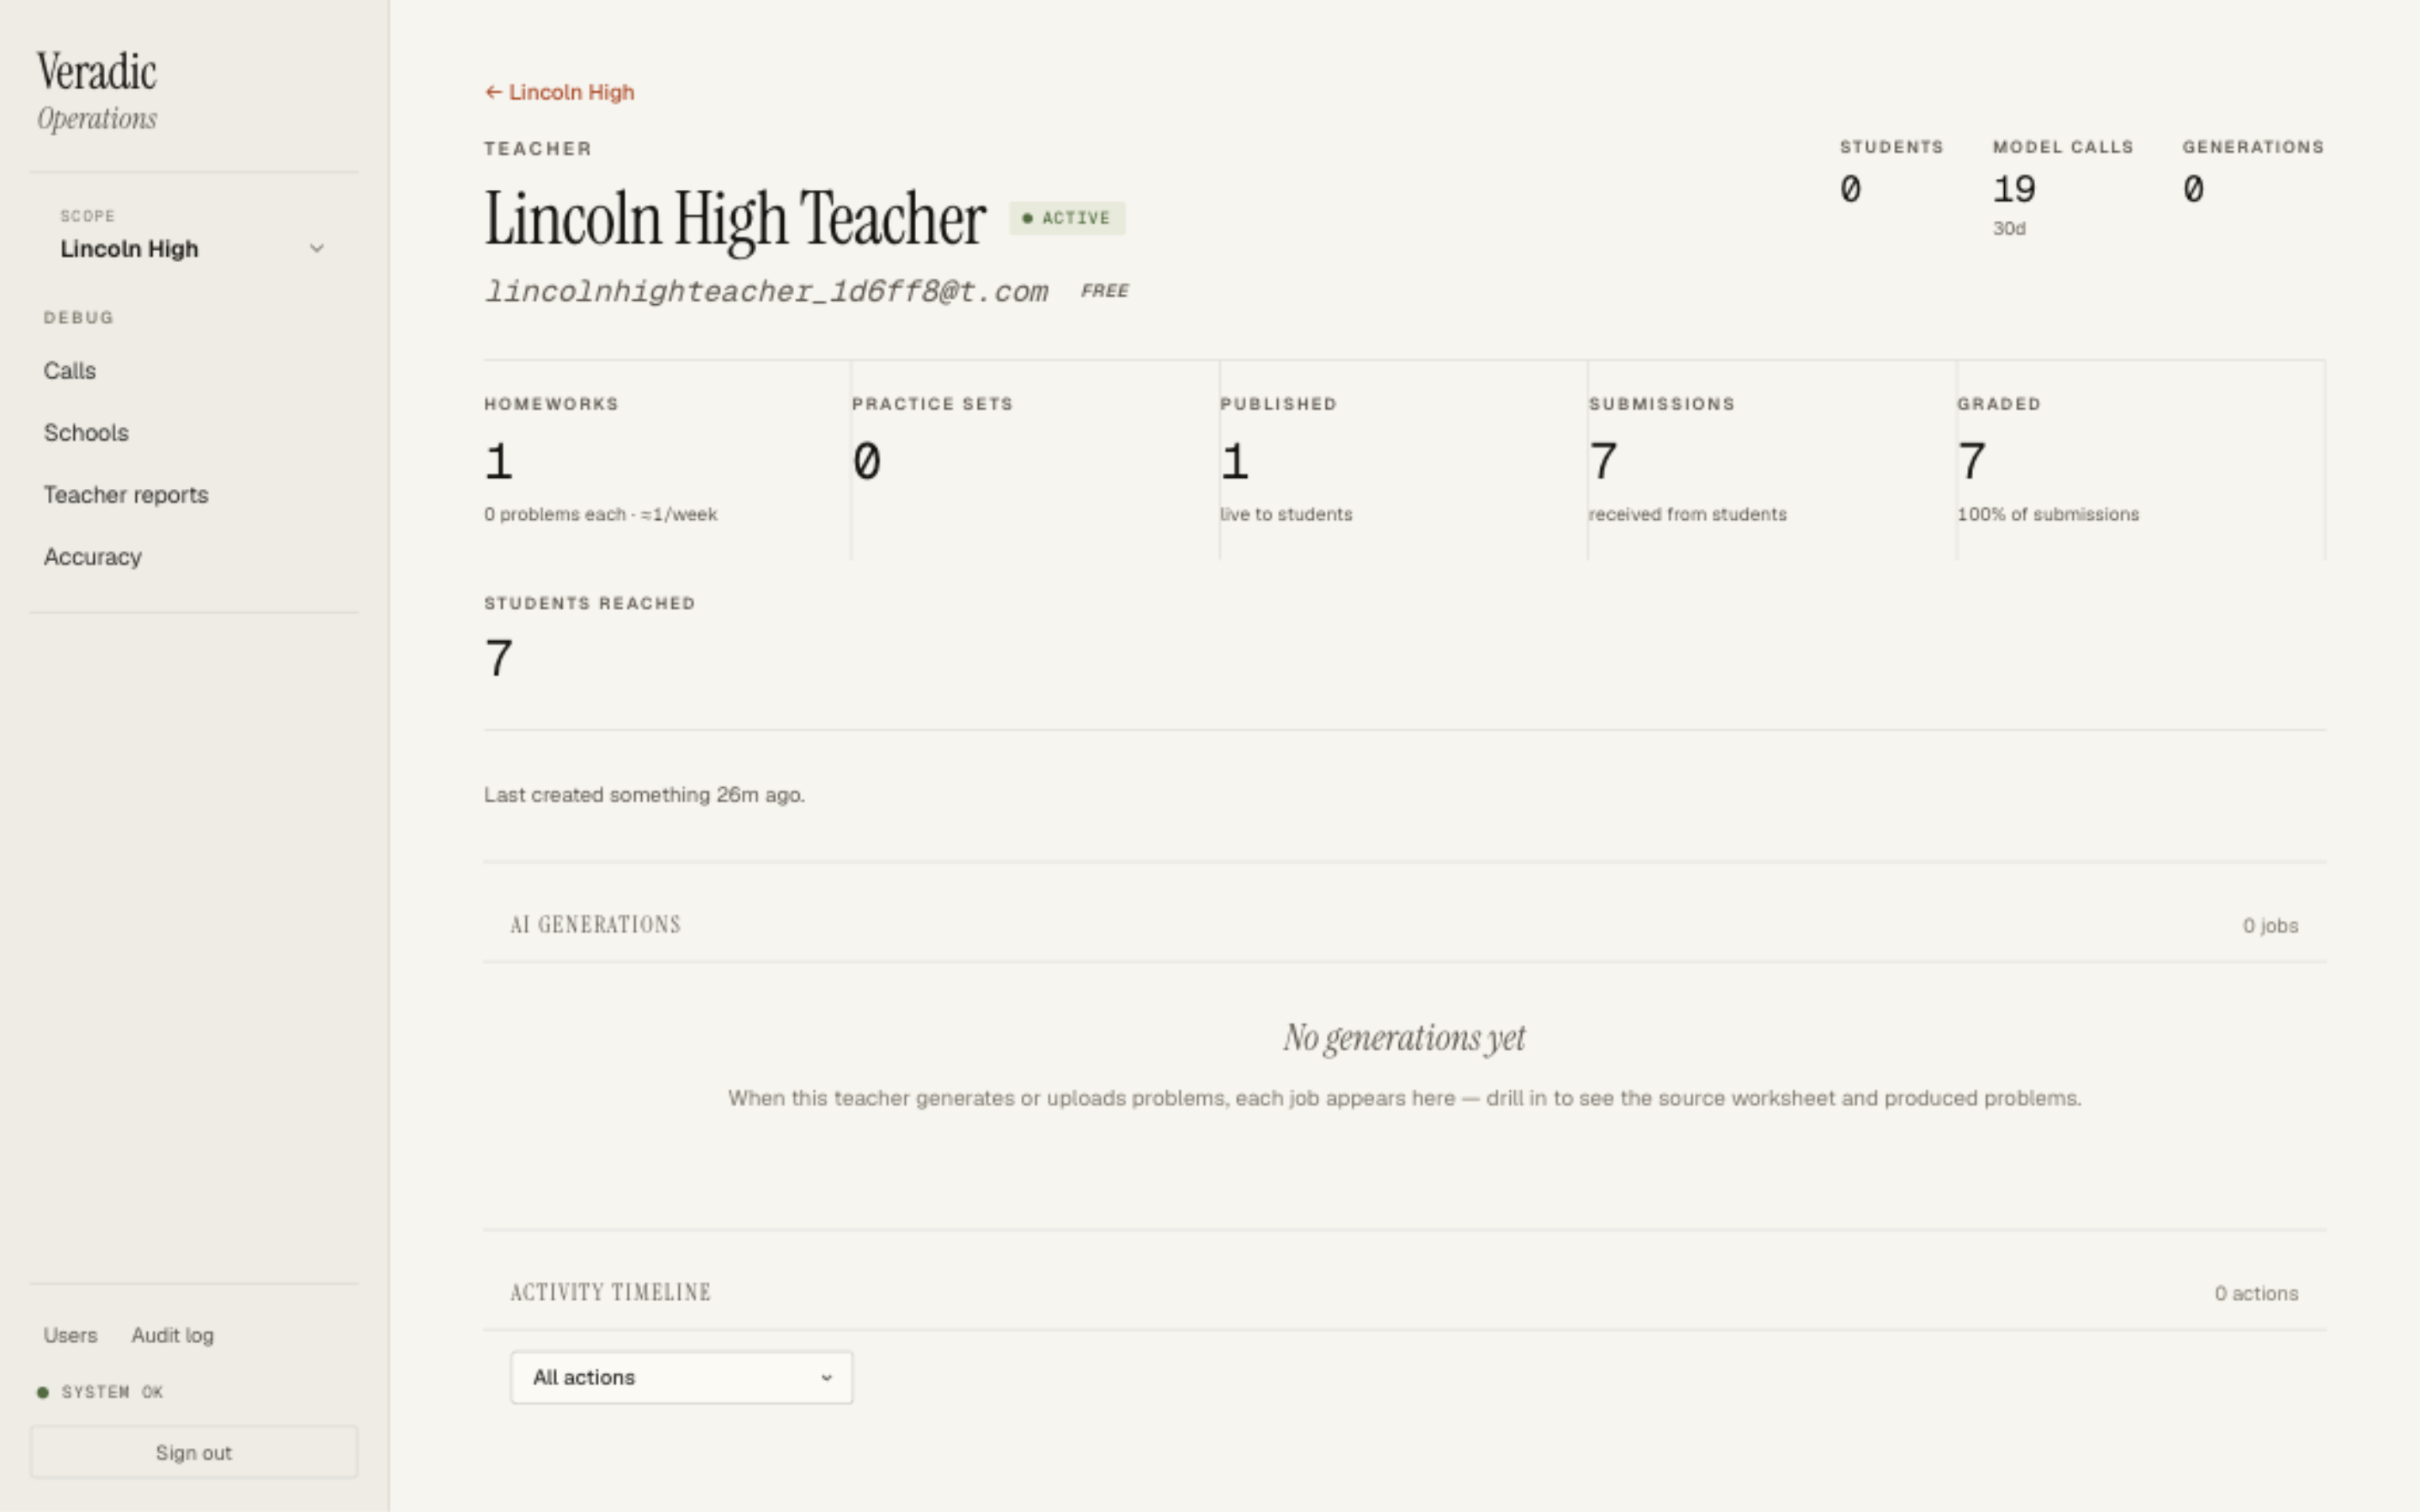 Veradic
Operations
SCOPE
Lincoln High
DEBUG
Calls
Schools
Teacher reports
Accuracy
Users Audit log
SYSTEM OK
Sign out
← Lincoln High
TEACHER
Lincoln High Teacher ACTIVE
lincolnhighteacher_1d6ff8@t.com FREE
STUDENTS MODEL CALLS GENERATIONS
0 19 0
30d
HOMEWORKS PRACTICE SETS PUBLISHED SUBMISSIONS GRADED
1 0 1 7 7
0 problems each · ≈1/week live to students received from students 100% of submissions
STUDENTS REACHED
7
Last created something 26m ago.
AI GENERATIONS 0 jobs
No generations yet
When this teacher generates or uploads problems, each job appears here — drill in to see the source worksheet and produced problems.
ACTIVITY TIMELINE 0 actions
All actions